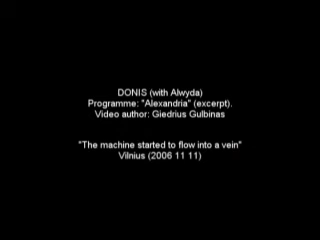 DONIS (with Alwyda)
Programme: "Alexandria" (excerpt).
Video author: Giedrius Gulbinas
"The machine started to flow into a vein"
Vilnius (2006 11 11)